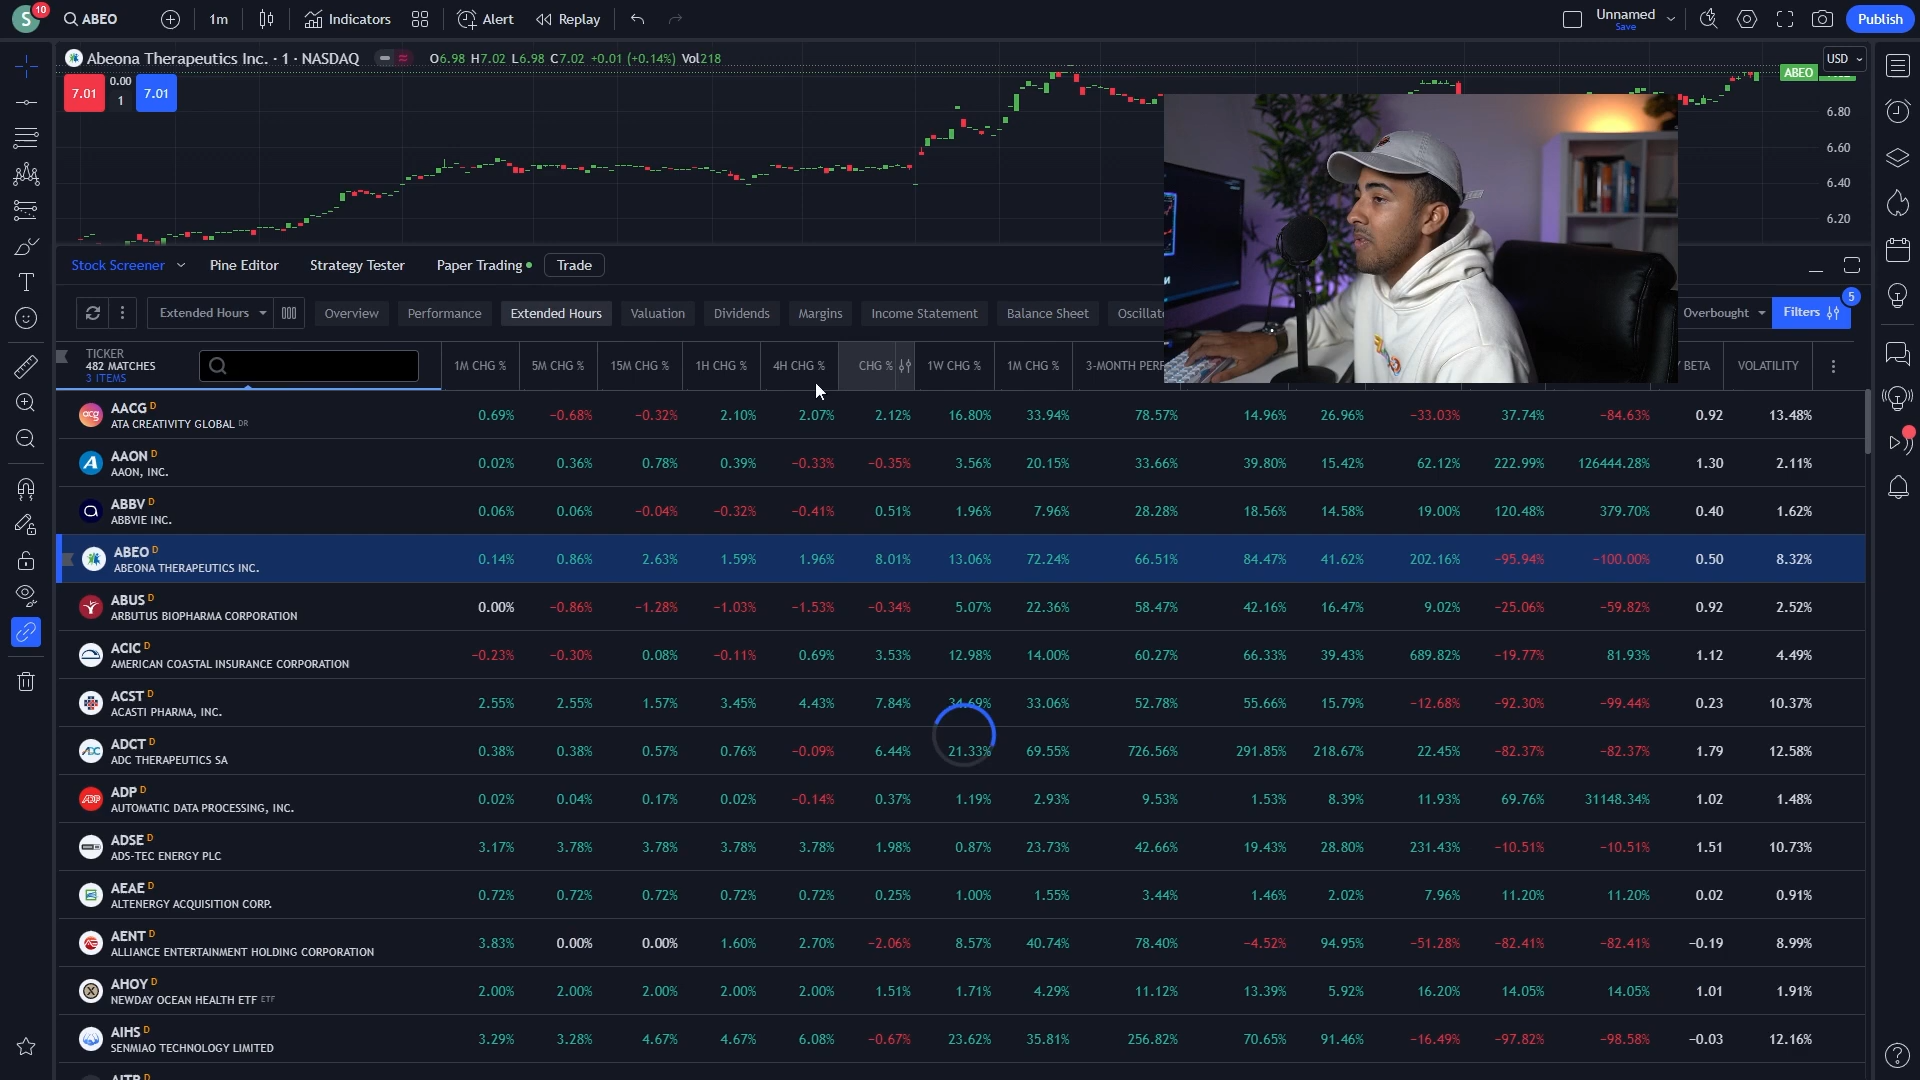 S 10 ABEO 1m Indicators Alert Replay Unnamed Save Publish
Abeona Therapeutics Inc. · 1 · NASDAQ O6.98 H7.02 L6.98 C7.02 +0.01 (+0.14%) Vol218 USD
7.01 0.00 1 7.01 ABEO
6.80
6.60
6.40
6.20
Stock Screener Pine Editor Strategy Tester Paper Trading Trade
5
Extended Hours Overview Performance Extended Hours Valuation Dividends Margins Income Statement Balance Sheet Overbought Filters
TICKER
482 MATCHES
3 ITEMS
1M CHG % 5M CHG % 15M CHG % 1H CHG % 4H CHG % CHG % 1W CHG % 1M CHG % 3-MONTH PERF BETA VOLATILITY
AACG D 0.69% −0.68% −0.32% 2.10% 2.07% 2.12% 16.80% 33.94% 78.57% 14.96% 26.96% −33.03% 37.74% −84.63% 0.92 13.48%
ATA CREATIVITY GLOBAL DR
AAON D 0.02% 0.36% 0.78% 0.39% −0.33% −0.35% 3.56% 20.15% 33.66% 39.80% 15.42% 62.12% 222.99% 126444.28% 1.30 2.11%
AAON, INC.
ABBV D 0.06% 0.06% −0.04% −0.32% −0.41% 0.51% 1.96% 7.96% 28.28% 18.56% 14.58% 19.00% 120.48% 379.70% 0.40 1.62%
ABBVIE INC.
ABEO D 0.14% 0.86% 2.63% 1.59% 1.96% 8.01% 13.06% 72.24% 66.51% 84.47% 41.62% 202.16% −95.94% −100.00% 0.50 8.32%
ABEONA THERAPEUTICS INC.
ABUS D 0.00% −0.86% −1.28% −1.03% −1.53% −0.34% 5.07% 22.36% 58.47% 42.16% 16.47% 9.02% −25.06% −59.82% 0.92 2.52%
ARBUTUS BIOPHARMA CORPORATION
ACIC D −0.23% −0.30% 0.08% −0.11% 0.69% 3.53% 12.98% 14.00% 60.27% 66.33% 39.43% 689.82% −19.77% 81.93% 1.12 4.49%
AMERICAN COASTAL INSURANCE CORPORATION
ACST D 2.55% 2.55% 1.57% 3.45% 4.43% 7.84% 34.69% 33.06% 52.78% 55.66% 15.79% −12.68% −92.30% −99.44% 0.23 10.37%
ACASTI PHARMA, INC.
ADCT D 0.38% 0.38% 0.57% 0.76% −0.09% 6.44% 21.33% 69.55% 726.56% 291.85% 218.67% 22.45% −82.37% −82.37% 1.79 12.58%
ADC THERAPEUTICS SA
ADP D 0.02% 0.04% 0.17% 0.02% −0.14% 0.37% 1.19% 2.93% 9.53% 1.53% 8.39% 11.93% 69.76% 31148.34% 1.02 1.48%
AUTOMATIC DATA PROCESSING, INC.
ADSE D 3.17% 3.78% 3.78% 3.78% 3.78% 1.98% 0.87% 23.73% 42.66% 19.43% 28.80% 231.43% −10.51% −10.51% 1.51 10.73%
ADS-TEC ENERGY PLC
AEAE D 0.72% 0.72% 0.72% 0.72% 0.72% 0.25% 1.00% 1.55% 3.44% 1.46% 2.02% 7.96% 11.20% 11.20% 0.02 0.91%
ALTENERGY ACQUISITION CORP.
AENT D 3.83% 0.00% 0.00% 1.60% 2.70% −2.06% 8.57% 40.74% 78.40% −4.52% 94.95% −51.28% −82.41% −82.41% −0.19 8.99%
ALLIANCE ENTERTAINMENT HOLDING CORPORATION
AHOY D 2.00% 2.00% 2.00% 2.00% 2.00% 1.51% 1.71% 4.29% 11.12% 13.39% 5.92% 16.20% 14.05% 14.05% 1.01 1.91%
NEWDAY OCEAN HEALTH ETF ETF
AIHS D 3.29% 3.28% 4.67% 4.67% 6.08% −0.67% 23.62% 35.81% 256.82% 70.65% 91.46% −16.49% −97.82% −98.58% −0.03 12.16%
SENMIAO TECHNOLOGY LIMITED